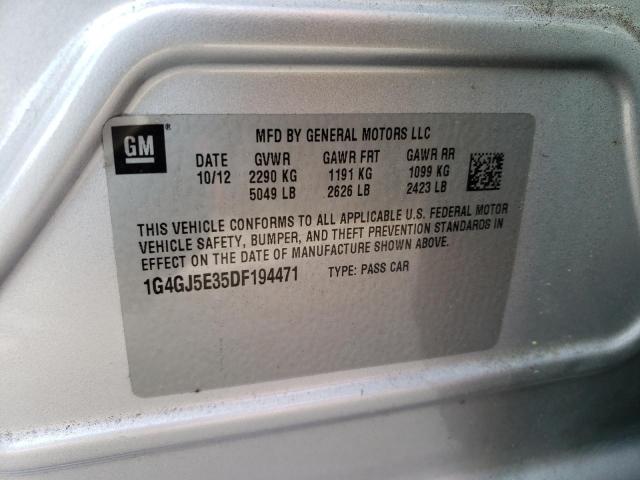 GM ®
MFD BY GENERAL MOTORS LLC
DATE GVWR GAWR FRT GAWR RR
10/12 2290 KG 1191 KG 1099 KG
5049 LB 2626 LB 2423 LB
THIS VEHICLE CONFORMS TO ALL APPLICABLE U.S. FEDERAL MOTOR
VEHICLE SAFETY, BUMPER, AND THEFT PREVENTION STANDARDS IN
EFFECT ON THE DATE OF MANUFACTURE SHOWN ABOVE.
1G4GJ5E35DF194471 TYPE: PASS CAR